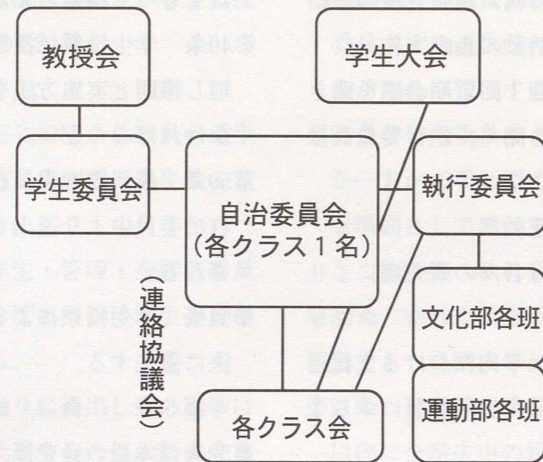 教授会
学生大会
学生委員会
自治委員会
(各クラス1名)
執行委員会
(連絡協議会)
文化部各班
各クラス会
運動部各班